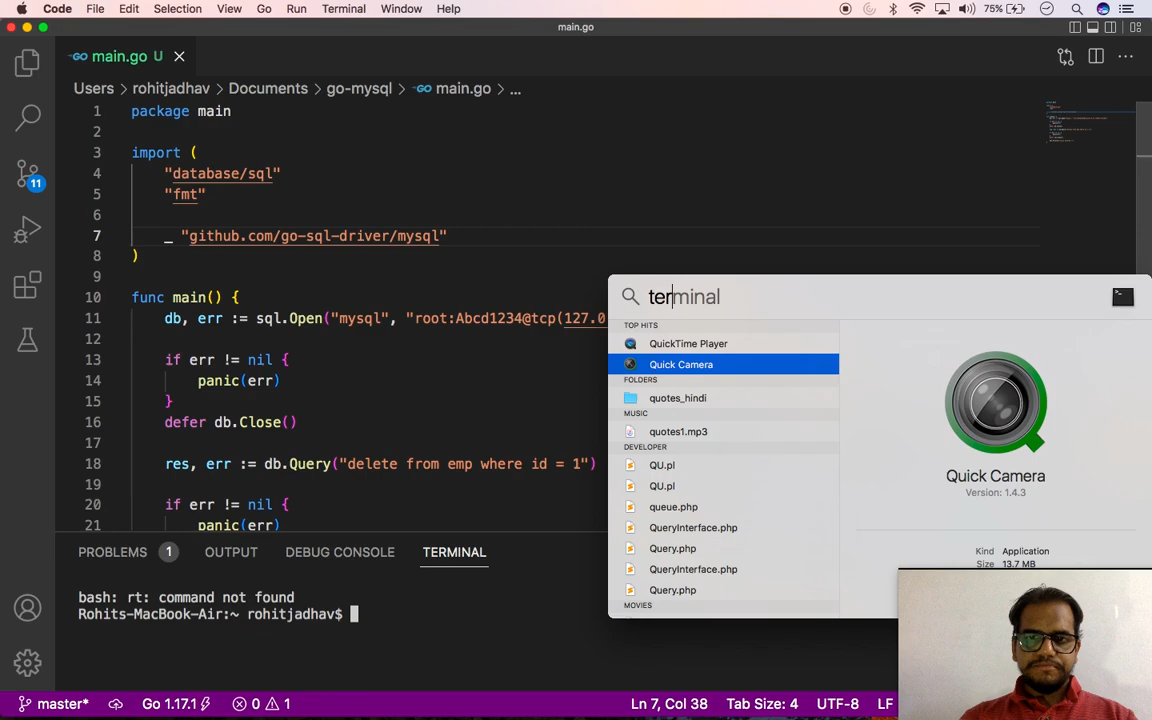 Code File Edit Selection View Go Run Terminal Window Help 75%
main.go
GO main.go U
Users > rohitjadhav > Documents > go-mysql > GO main.go > ...
1 package main
2
3 import (
4 "database/sql"
5 "fmt"
6
7 _ "github.com/go-sql-driver/mysql"
8 )
9
10 func main() {
11 db, err := sql.Open("mysql", "root:Abcd1234@tcp(127.0
12
13 if err != nil {
14 panic(err)
15 }
16 defer db.Close()
17
18 res, err := db.Query("delete from emp where id = 1")
19
20 if err != nil {
21 panic(err)
terminal
TOP HITS
QuickTime Player
Quick Camera
FOLDERS
quotes_hindi
MUSIC
quotes1.mp3
DEVELOPER
QU.pl
QU.pl
queue.php
QueryInterface.php
Query.php
QueryInterface.php
Query.php
MOVIES
Quick Camera
Version: 1.4.3
Kind Application
Size 13.7 MB
11
PROBLEMS 1 OUTPUT DEBUG CONSOLE TERMINAL
bash: rt: command not found
Rohits-MacBook-Air:~ rohitjadhav$
master* Go 1.17.1 0 1 Ln 7, Col 38 Tab Size: 4 UTF-8 LF